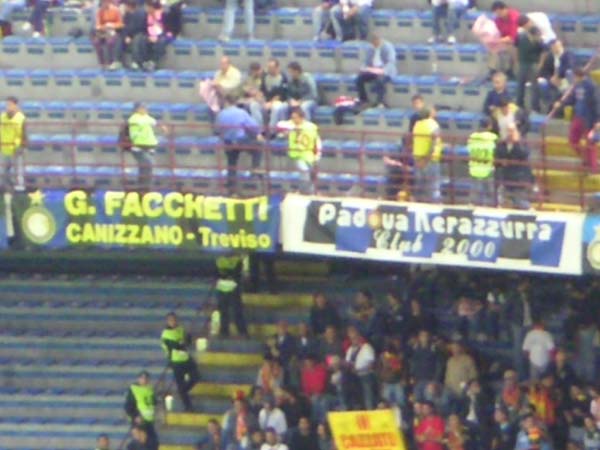 G. FACCHETTI
CANIZZANO - Treviso
Padova Nerazzurra
Club 2000